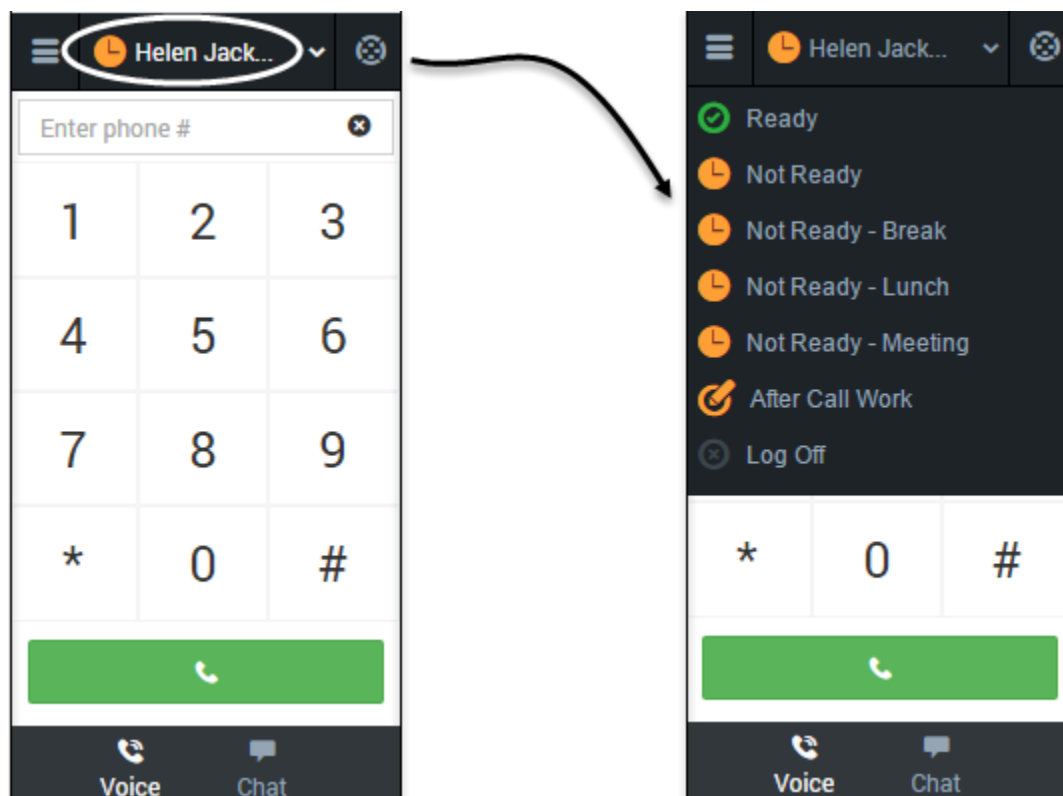 Helen Jack...
Enter phone #
1 2 3
4 5 6
7 8 9
* 0 #
Voice Chat
Helen Jack...
Ready
Not Ready
Not Ready - Break
Not Ready - Lunch
Not Ready - Meeting
After Call Work
Log Off
* 0 #
Voice Chat